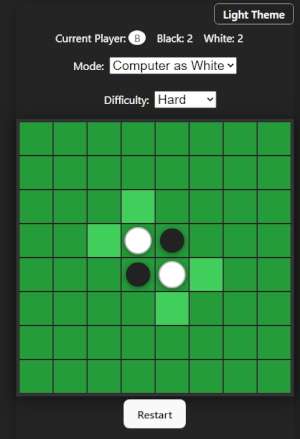 Light Theme
Current Player: B Black: 2 White: 2
Mode: Computer as White
Difficulty: Hard
Restart